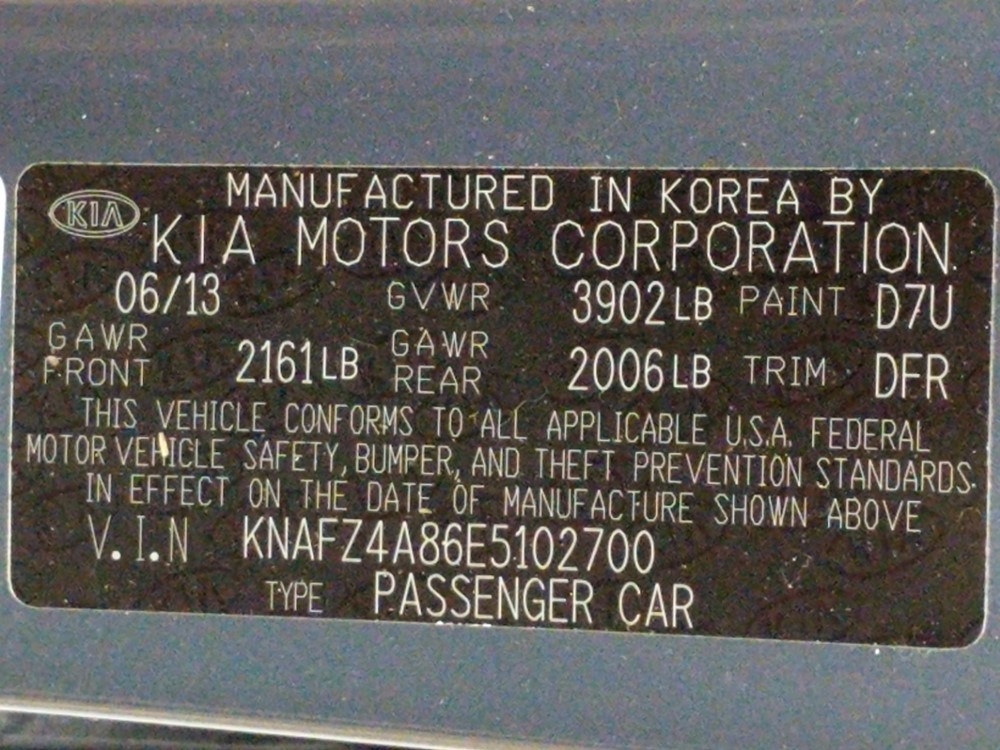 MANUFACTURED IN KOREA BY
KIA KIA MOTORS CORPORATION.
06/13 GVWR 3902LB PAINT D7U
GAWR FRONT 2161LB GAWR REAR 2006LB TRIM DFR
THIS VEHICLE CONFORMS TO ALL APPLICABLE U.S.A. FEDERAL
MOTOR VEHICLE SAFETY, BUMPER, AND THEFT PREVENTION STANDARDS.
IN EFFECT ON THE DATE OF MANUFACTURE SHOWN ABOVE
V.I.N KNAFZ4A86E5102700
TYPE PASSENGER CAR